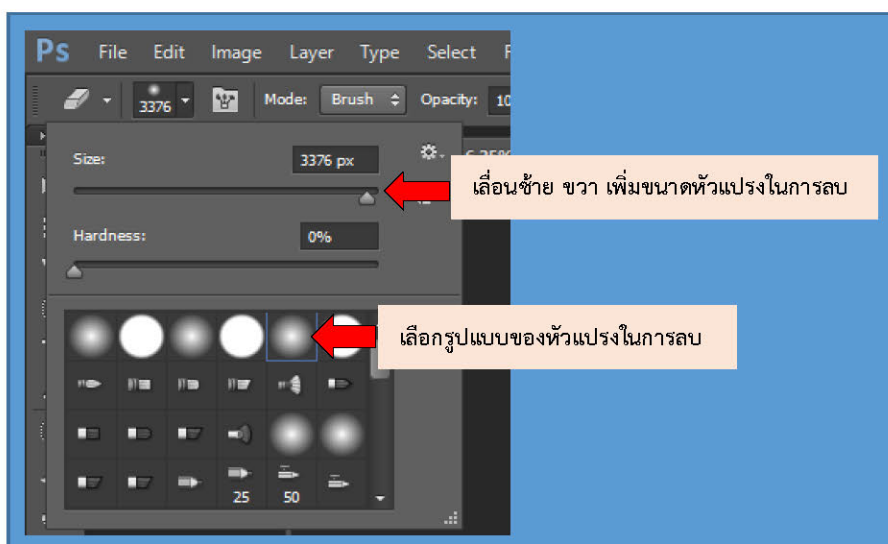 Ps File Edit Image Layer Type Select
3376 Mode: Brush Opacity: 10
Size: 3376 px
เลื่อนซ้าย ขวา เพิ่มขนาดหัวแปรงในการลบ
Hardness: 0%
เลือกรูปแบบของหัวแปรงในการลบ
25 50